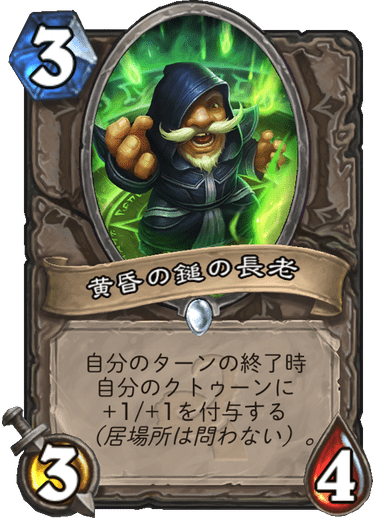 3
黄昏の鎚の長老
自分のターンの終了時
自分のクトゥーンに
+1/+1を付与する
（居場所は問わない）。
3
4